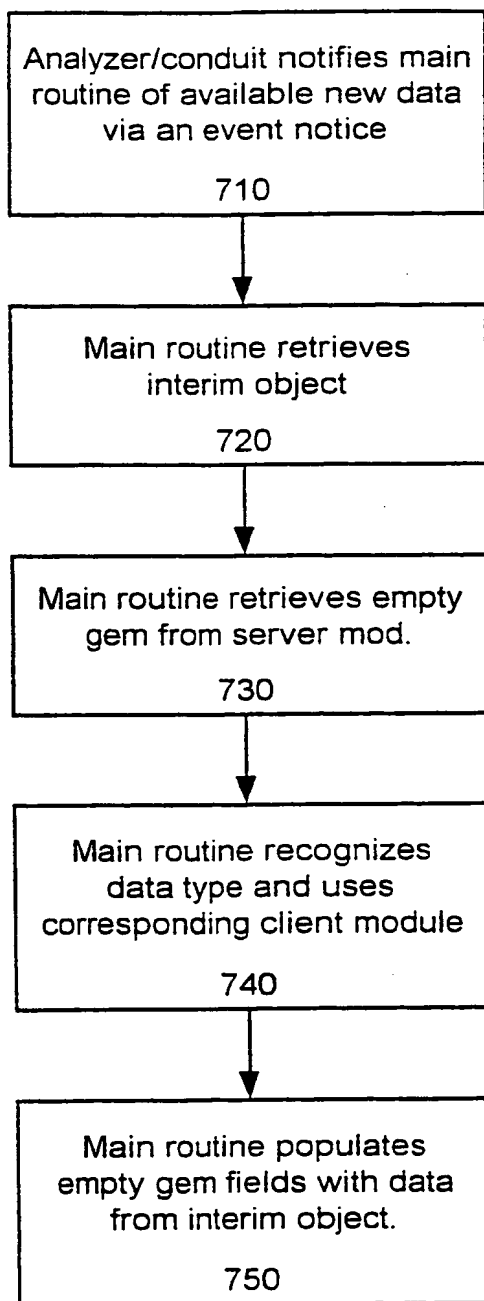 Analyzer/conduit notifies main
routine of available new data
via an event notice
710
Main routine retrieves
interim object
720
Main routine retrieves empty
gem from server mod.
730
Main routine recognizes
data type and uses
corresponding client module
740
Main routine populates
empty gem fields with data
from interim object.
750